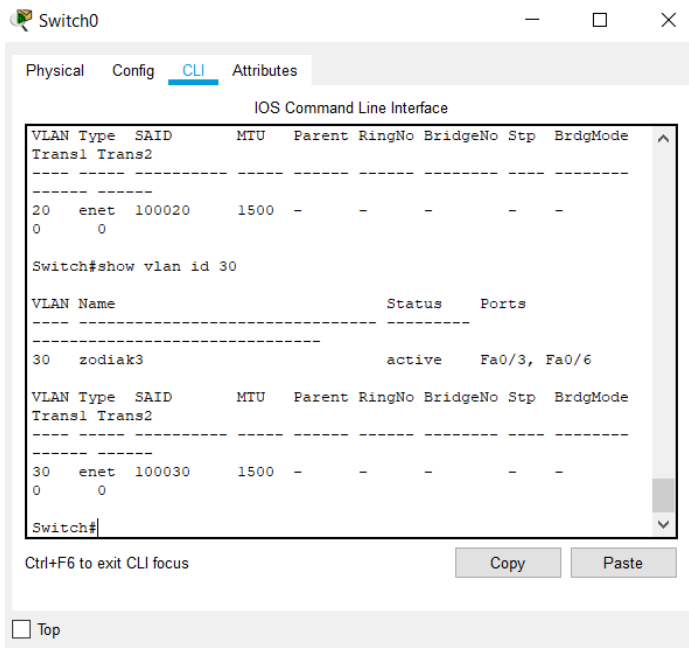 Switch0
Physical Config CLI Attributes
IOS Command Line Interface
VLAN Type  SAID       MTU   Parent RingNo BridgeNo Stp  BrdgMode
Trans1 Trans2
---- ----- ---------- ----- ------ ------ -------- ---- --------
------ ------
20   enet  100020     1500  -      -      -        -    -
0      0
Switch#show vlan id 30
VLAN Name                             Status    Ports
---- -------------------------------- ---------
-------------------------------
30   zodiak3                          active    Fa0/3, Fa0/6
VLAN Type  SAID       MTU   Parent RingNo BridgeNo Stp  BrdgMode
Trans1 Trans2
---- ----- ---------- ----- ------ ------ -------- ---- --------
------ ------
30   enet  100030     1500  -      -      -        -    -
0      0
Switch#
Ctrl+F6 to exit CLI focus
Copy Paste
Top